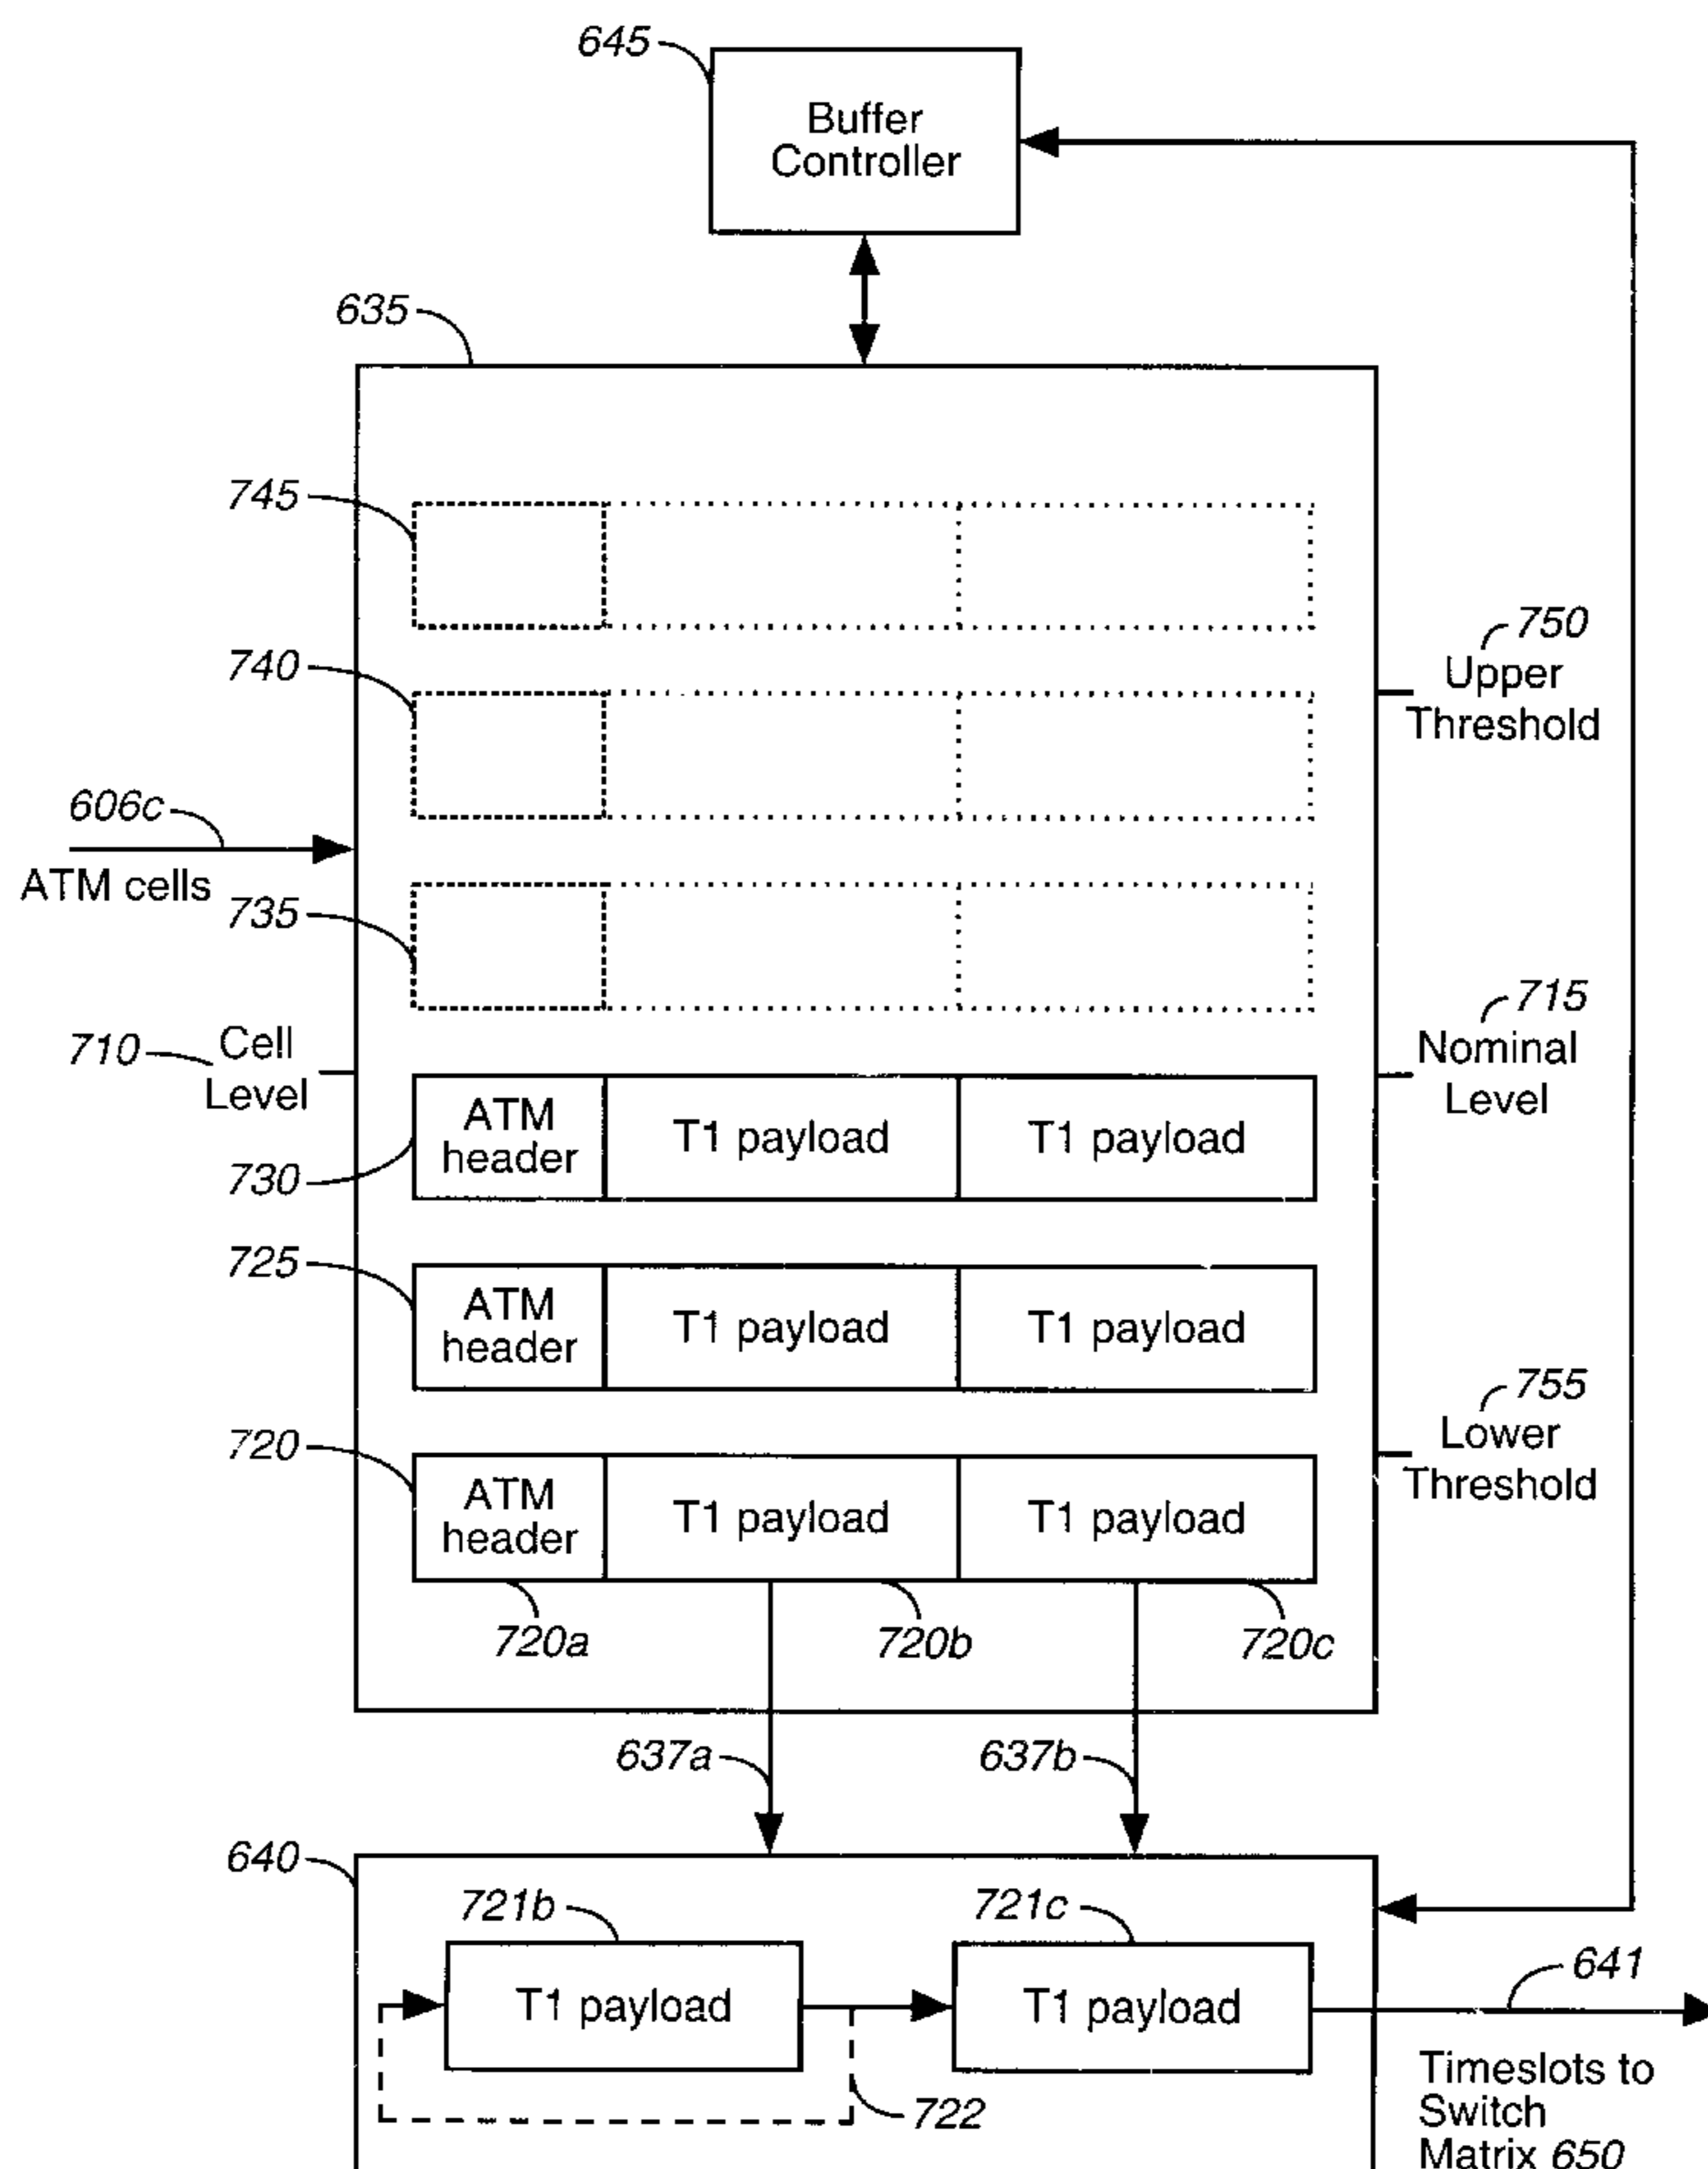 645
Buffer
Controller
635
745
750
Upper
Threshold
740
606c
ATM cells
735
715
Nominal
Level
710
Cell
Level
ATM
header
T1 payload
T1 payload
730
725
ATM
header
T1 payload
T1 payload
755
Lower
Threshold
720
ATM
header
T1 payload
T1 payload
720a
720b
720c
637a
637b
640
721b
721c
T1 payload
T1 payload
641
722
Timeslots to
Switch
Matrix 650